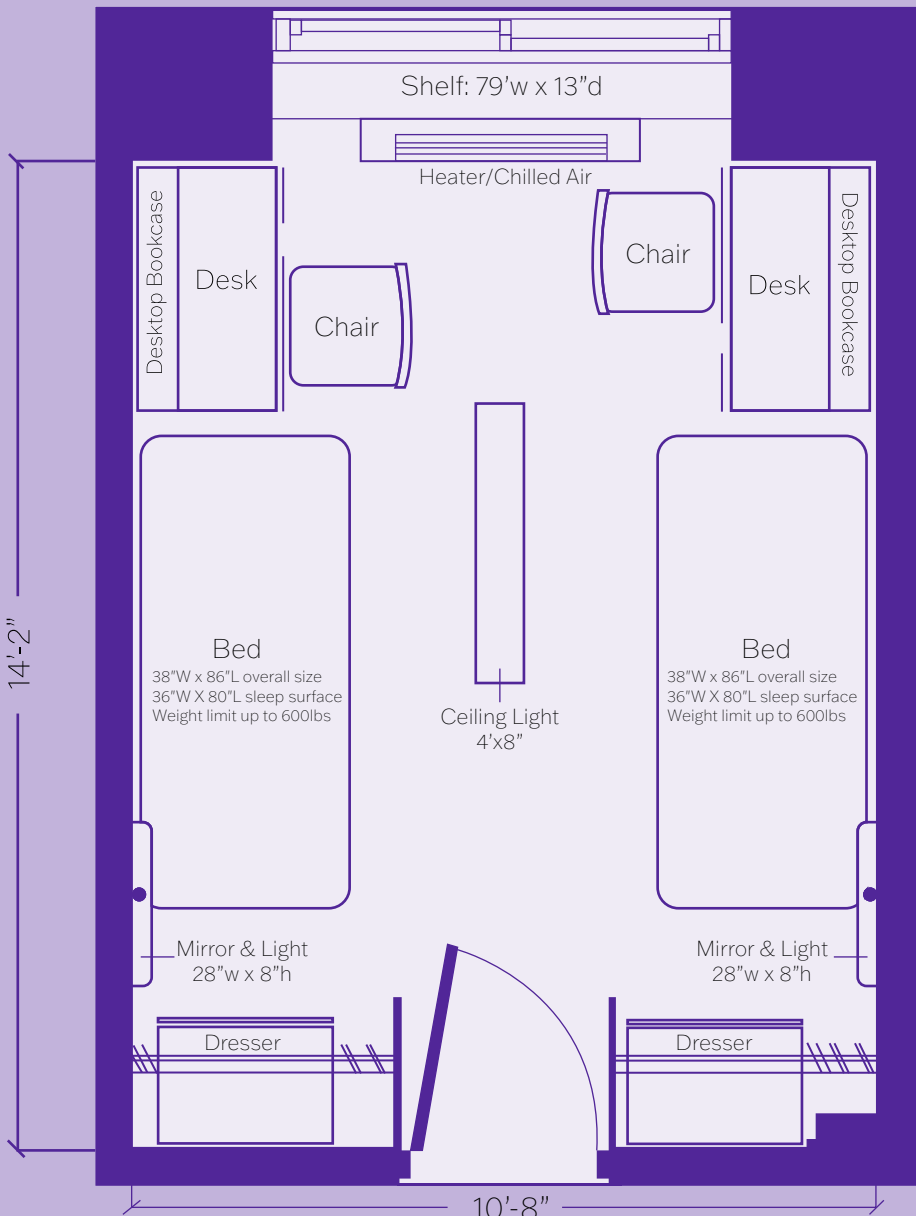 Shelf: 79’w x 13”d
Heater/Chilled Air
Desktop Bookcase
Desk
Chair
Chair
Desk
Desktop Bookcase
14’-2”
Bed
38”W x 86”L overall size
36”W X 80”L sleep surface
Weight limit up to 600lbs
Ceiling Light
4’x8”
Bed
38”W x 86”L overall size
36”W X 80”L sleep surface
Weight limit up to 600lbs
Mirror & Light
28”w x 8”h
Mirror & Light
28”w x 8”h
Dresser
Dresser
10’-8”